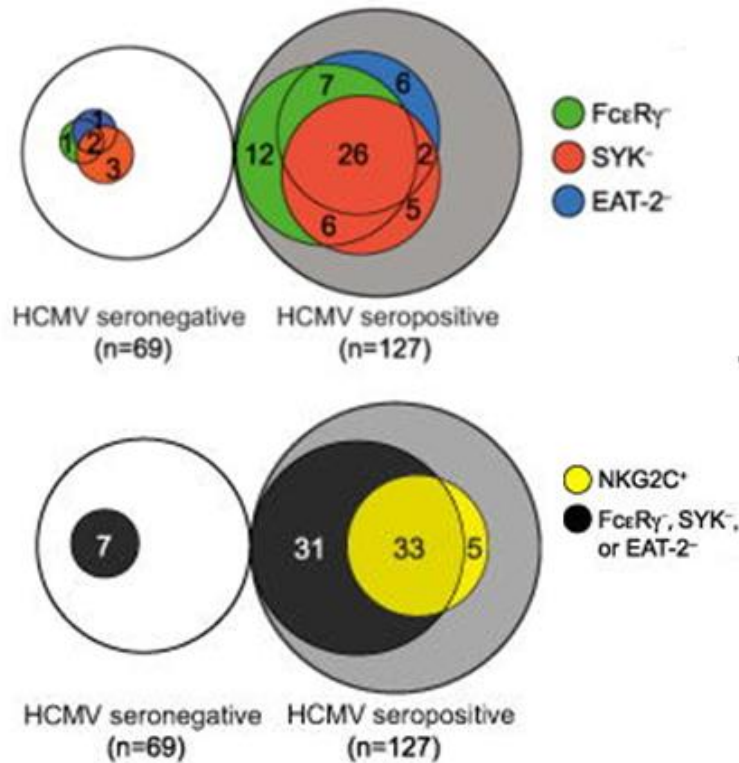 1
1
2
3
7
6
12
26
2
6
5
FcεRγ⁻
SYK⁻
EAT-2⁻
HCMV seronegative
(n=69)
HCMV seropositive
(n=127)
7
31
33
5
NKG2C⁺
FcεRγ⁻, SYK⁻,
or EAT-2⁻
HCMV seronegative
(n=69)
HCMV seropositive
(n=127)